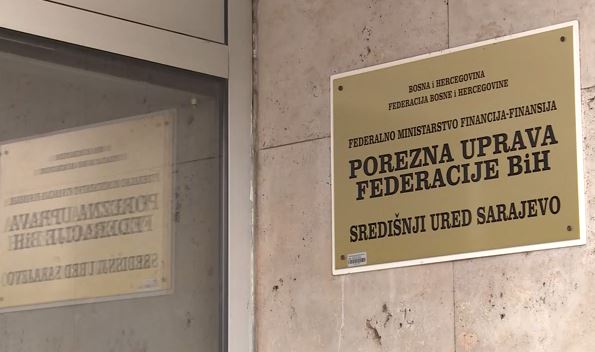 BOSNA i HERCEGOVINA
FEDERACIJA BOSNE i HERCEGOVINE
FEDERALNO MINISTARSTVO FINANCIJA-FINANSIJA
POREZNA UPRAVA
FEDERACIJE BiH
SREDIŠNJI URED SARAJEVO